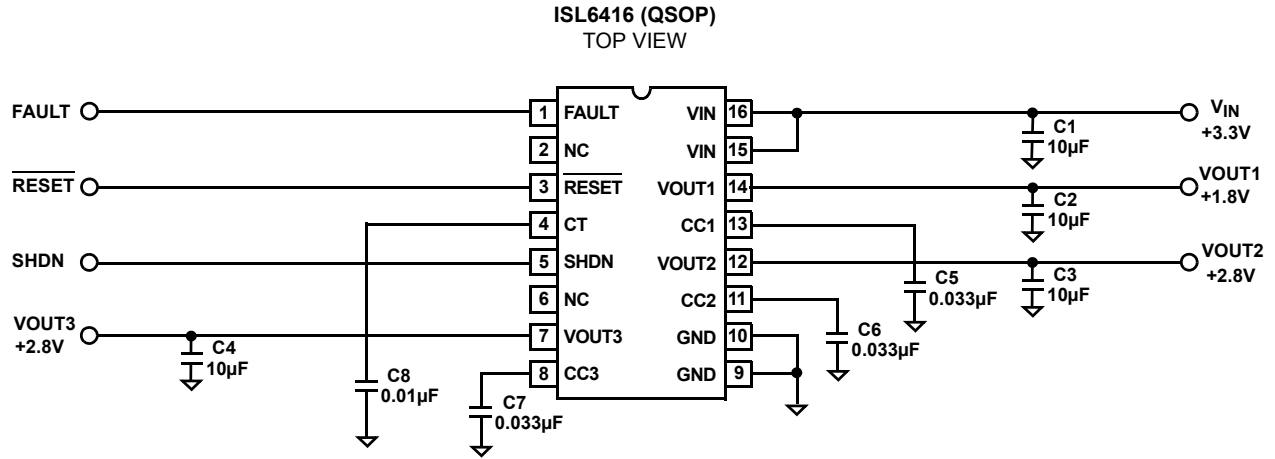 ISL6416 (QSOP)
TOP VIEW
FAULT
RESET
SHDN
VOUT3
+2.8V
C4
10µF
C8
0.01µF
C7
0.033µF
1 FAULT
2 NC
3 RESET
4 CT
5 SHDN
6 NC
7 VOUT3
8 CC3
VIN 16
VIN 15
VOUT1 14
CC1 13
VOUT2 12
CC2 11
GND 10
GND 9
C1
10µF
C2
10µF
C3
10µF
C5
0.033µF
C6
0.033µF
VIN
+3.3V
VOUT1
+1.8V
VOUT2
+2.8V